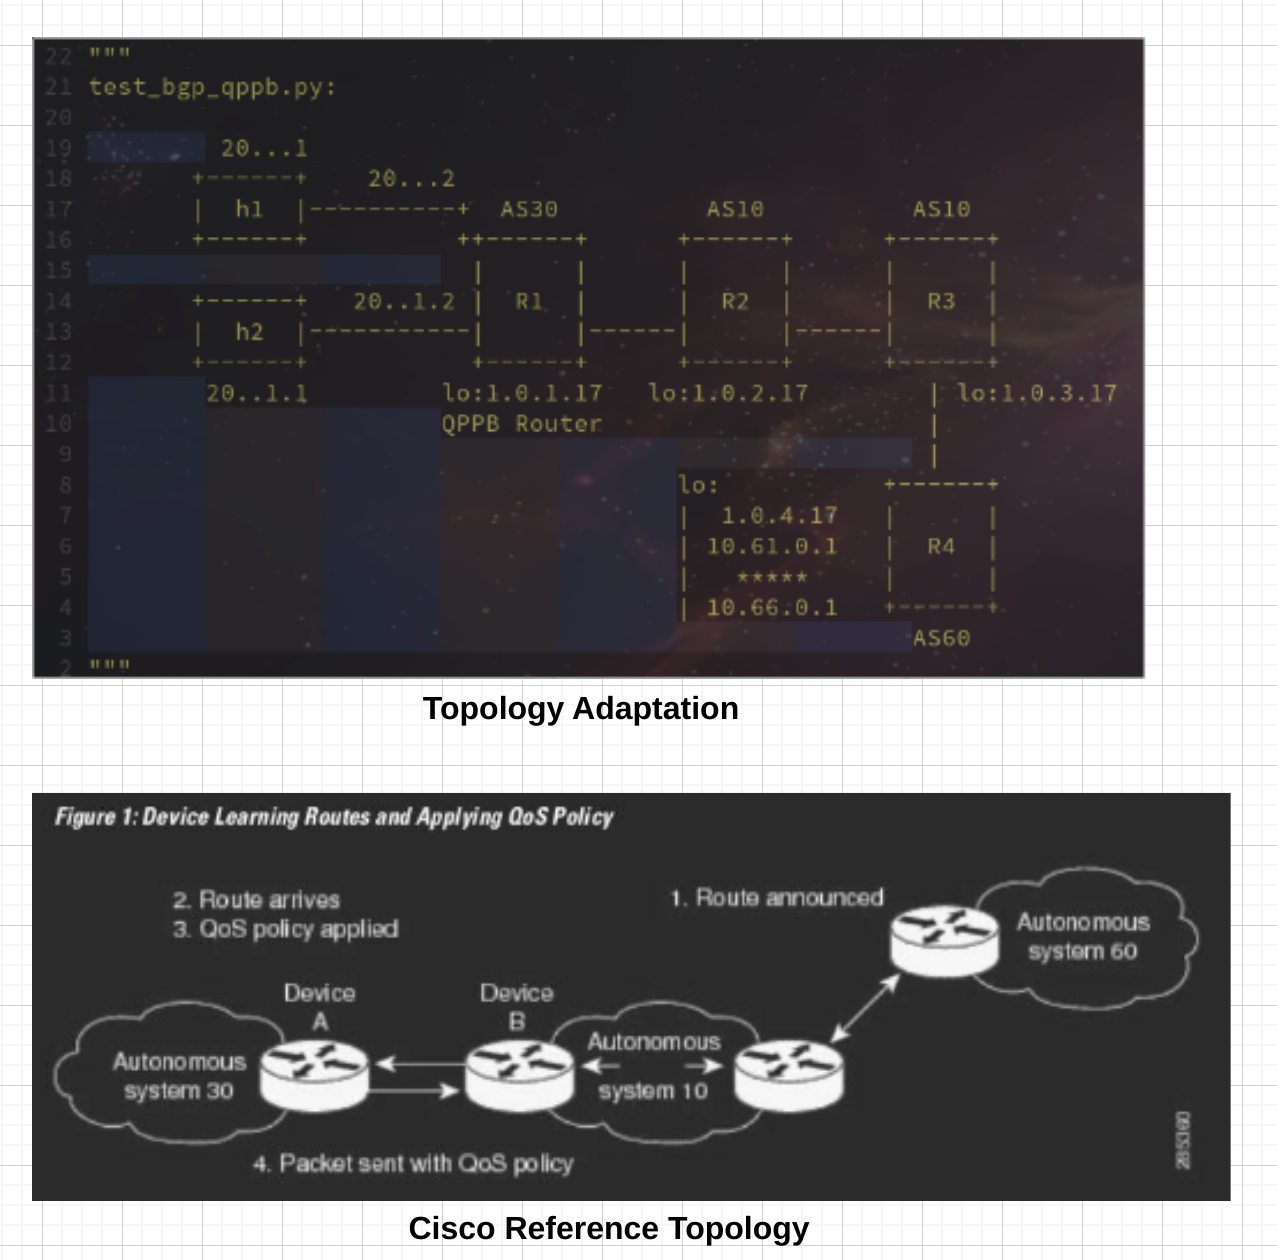 22 """
21 test_bgp_qppb.py:
20
19 20...1
18 +------+ 20...2
17 | h1 |----------+ AS30 AS10 AS10
16 +------+ ++------+ +------+ +------+
15 | | | | | |
14 +------+ 20..1.2 | R1 | | R2 | | R3 |
13 | h2 |-----------| |------| |------| |
12 +------+ +------+ +------+ +------+
11 20..1.1 lo:1.0.1.17 lo:1.0.2.17 | lo:1.0.3.17
10 QPPB Router |
9 |
8 lo: +------+
7 | 1.0.4.17 | |
6 | 10.61.0.1 | R4 |
5 | ***** | |
4 | 10.66.0.1 +------+
3 AS60
2 """
Topology Adaptation
Figure 1: Device Learning Routes and Applying QoS Policy
2. Route arrives
3. QoS policy applied
1. Route announced
Autonomous
system 60
Device
A
Device
B
Autonomous
system 30
Autonomous
system 10
4. Packet sent with QoS policy
285360
Cisco Reference Topology